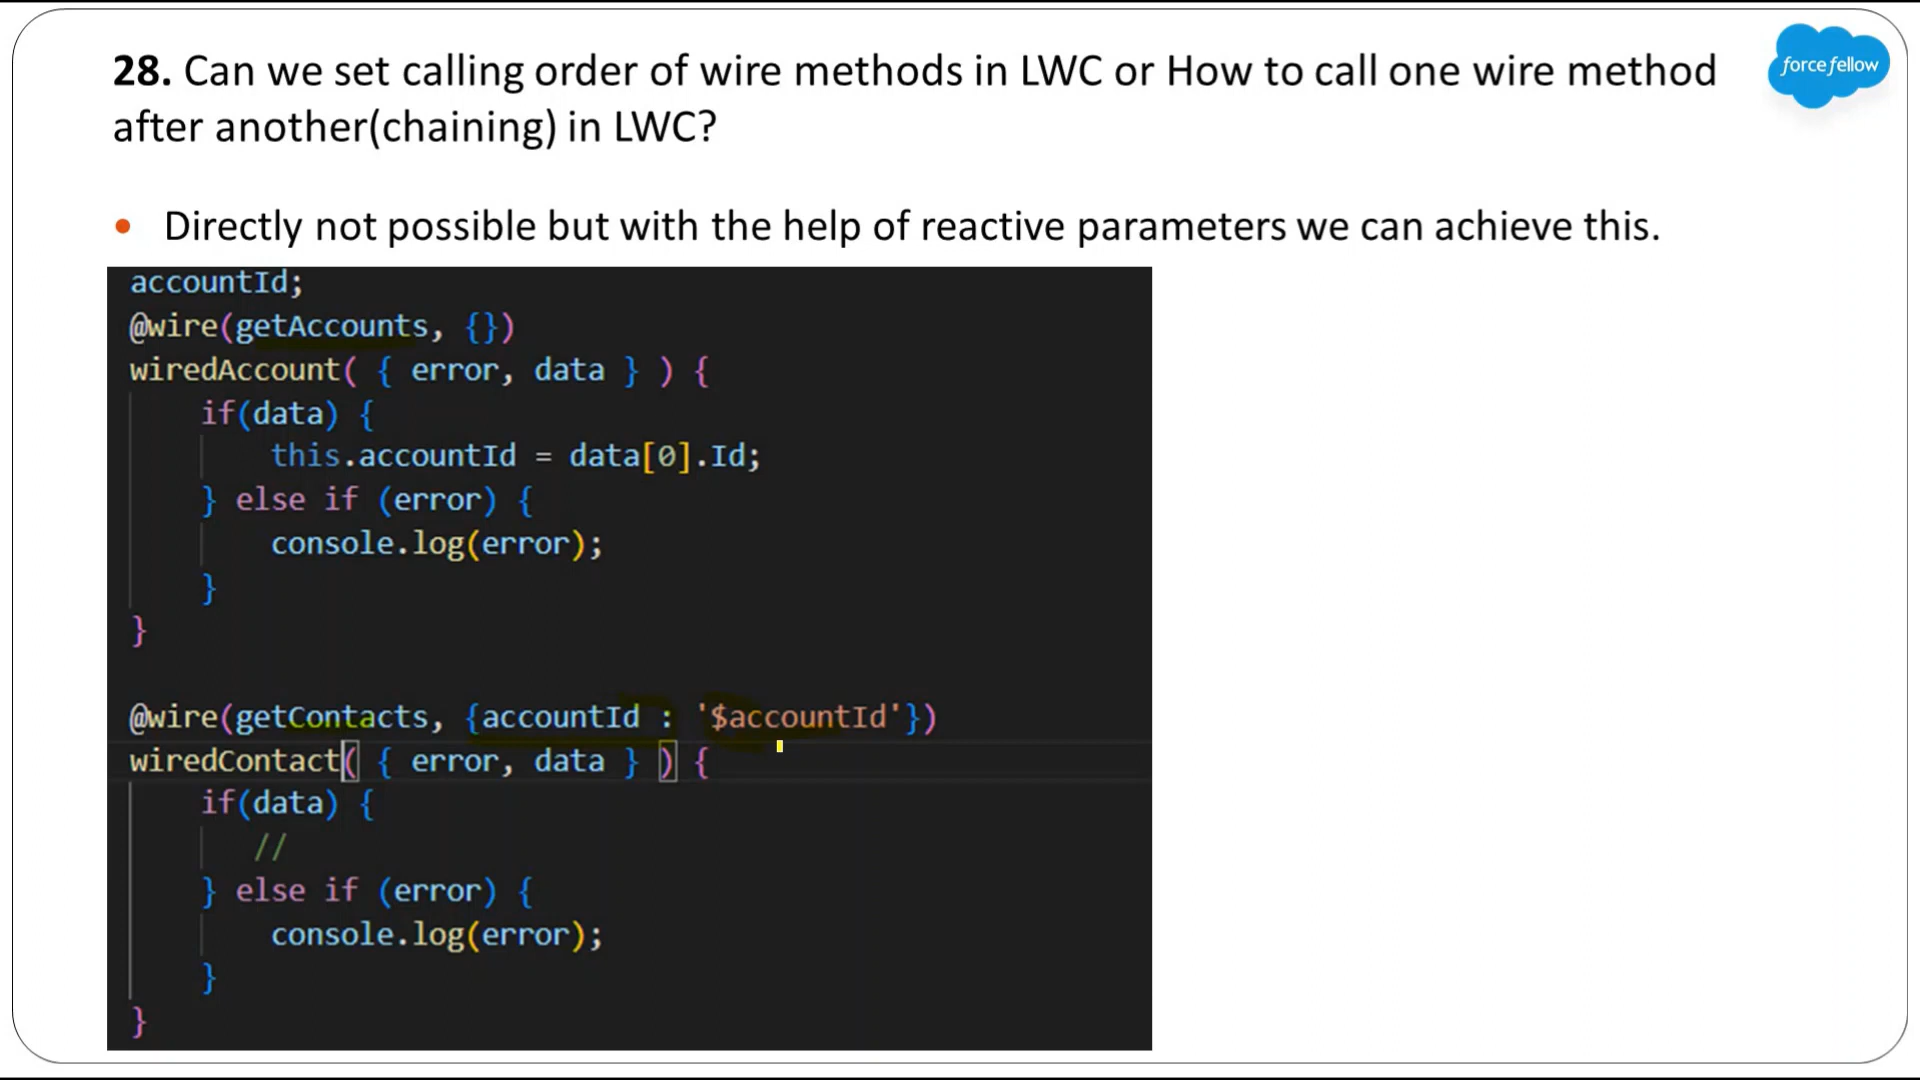 28. Can we set calling order of wire methods in LWC or How to call one wire method
after another(chaining) in LWC?
forcefellow
• Directly not possible but with the help of reactive parameters we can achieve this.
accountId;
@wire(getAccounts, {})
wiredAccount( { error, data } ) {
if(data) {
this.accountId = data[0].Id;
} else if (error) {
console.log(error);
}
}
@wire(getContacts, {accountId : '$accountId'})
wiredContact( { error, data } ) {
if(data) {
//
} else if (error) {
console.log(error);
}
}